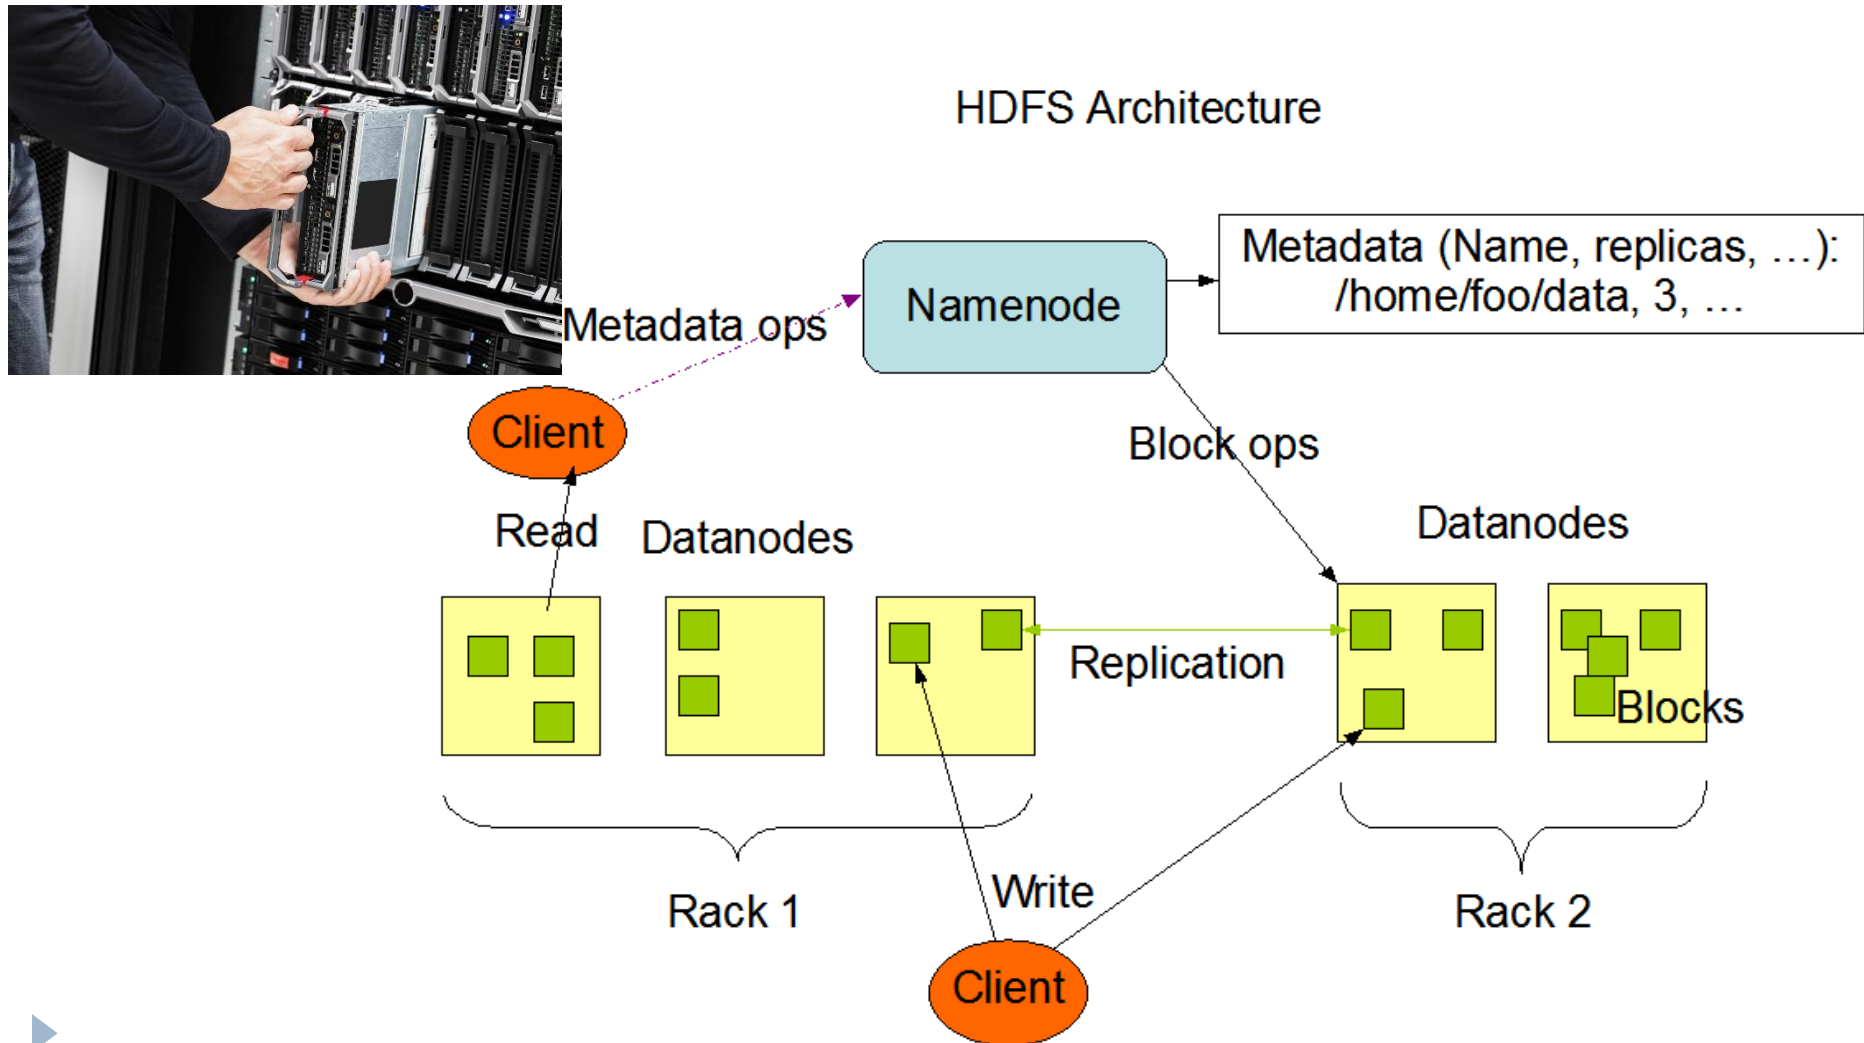 HDFS Architecture
Metadata (Name, replicas, …):
/home/foo/data, 3, …
Namenode
Metadata ops
Client
Block ops
Read
Datanodes
Datanodes
Replication
Blocks
Rack 1
Write
Rack 2
Client